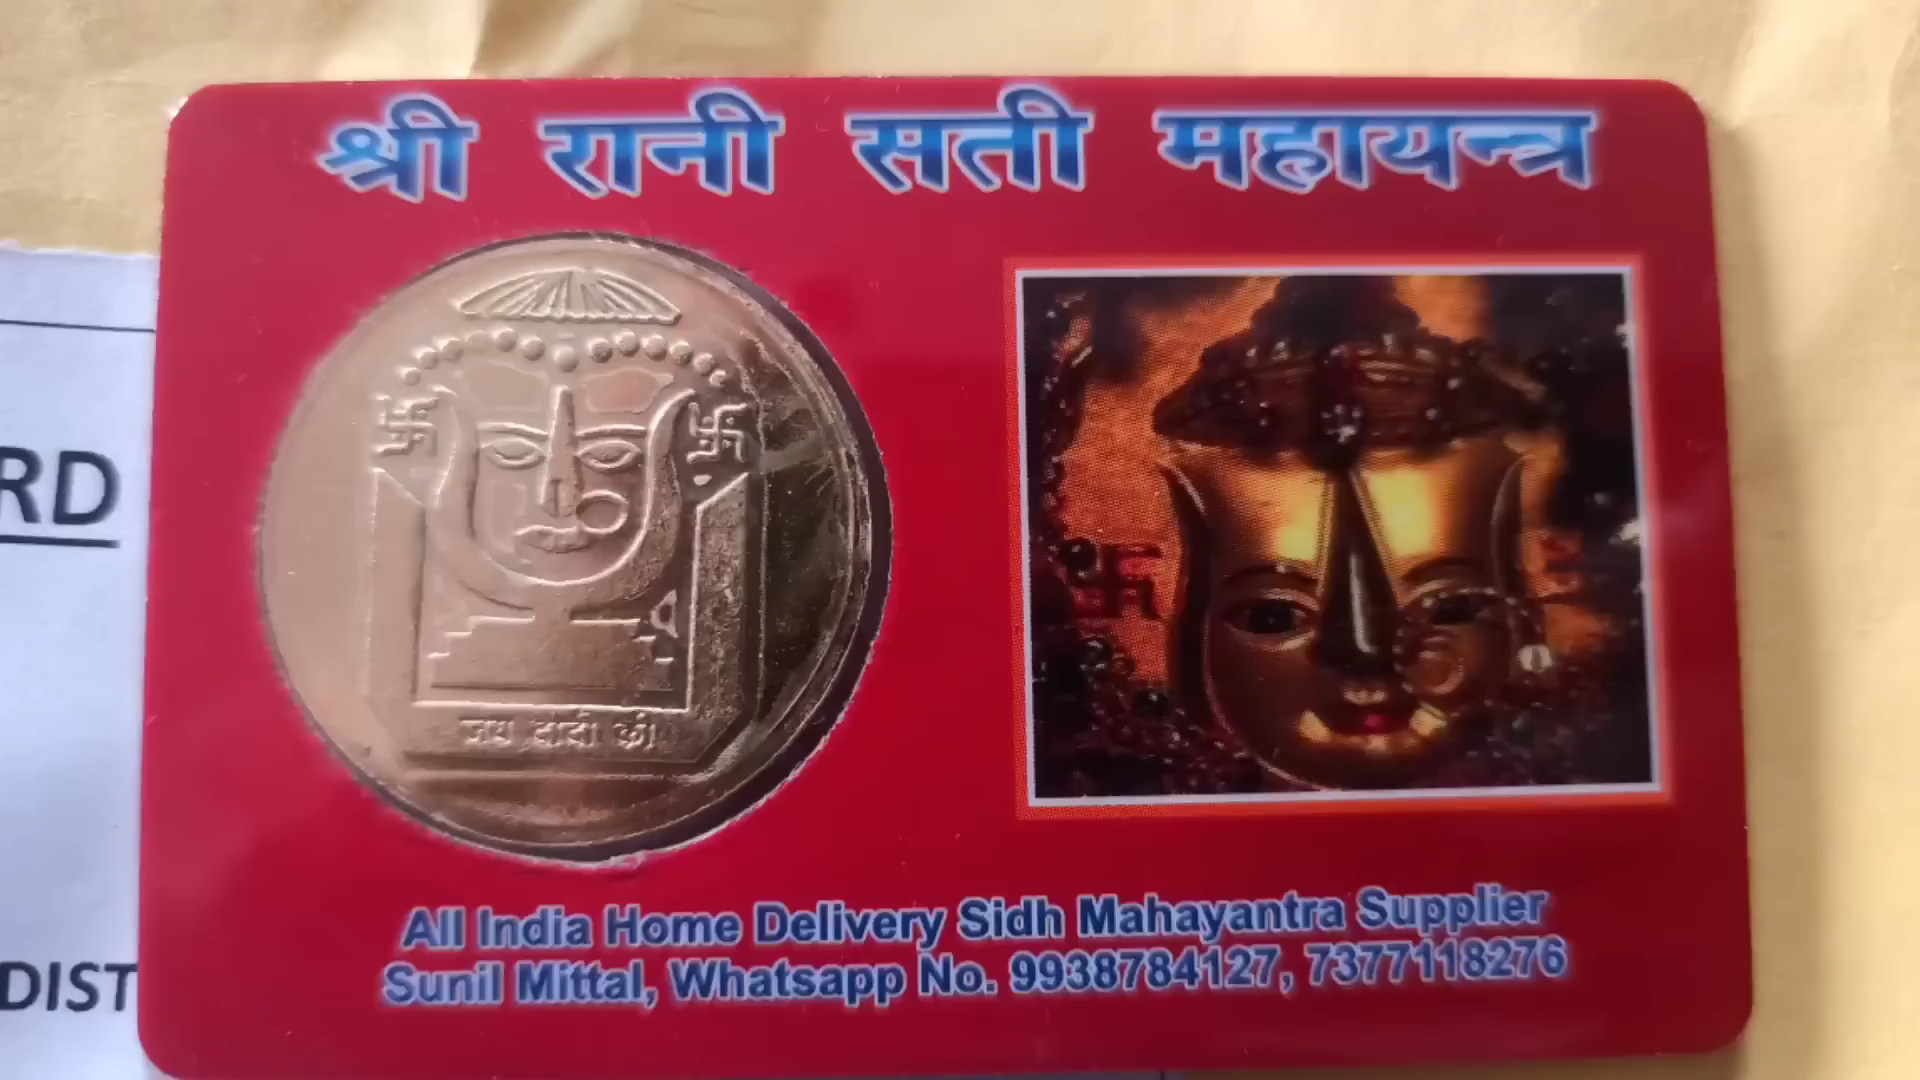 श्री रानी सती महायन्त्र
RD
जय दादी की
All India Home Delivery Sidh Mahayantra Supplier
Sunil Mittal, Whatsapp No. 9938784127, 7377118276
DIST